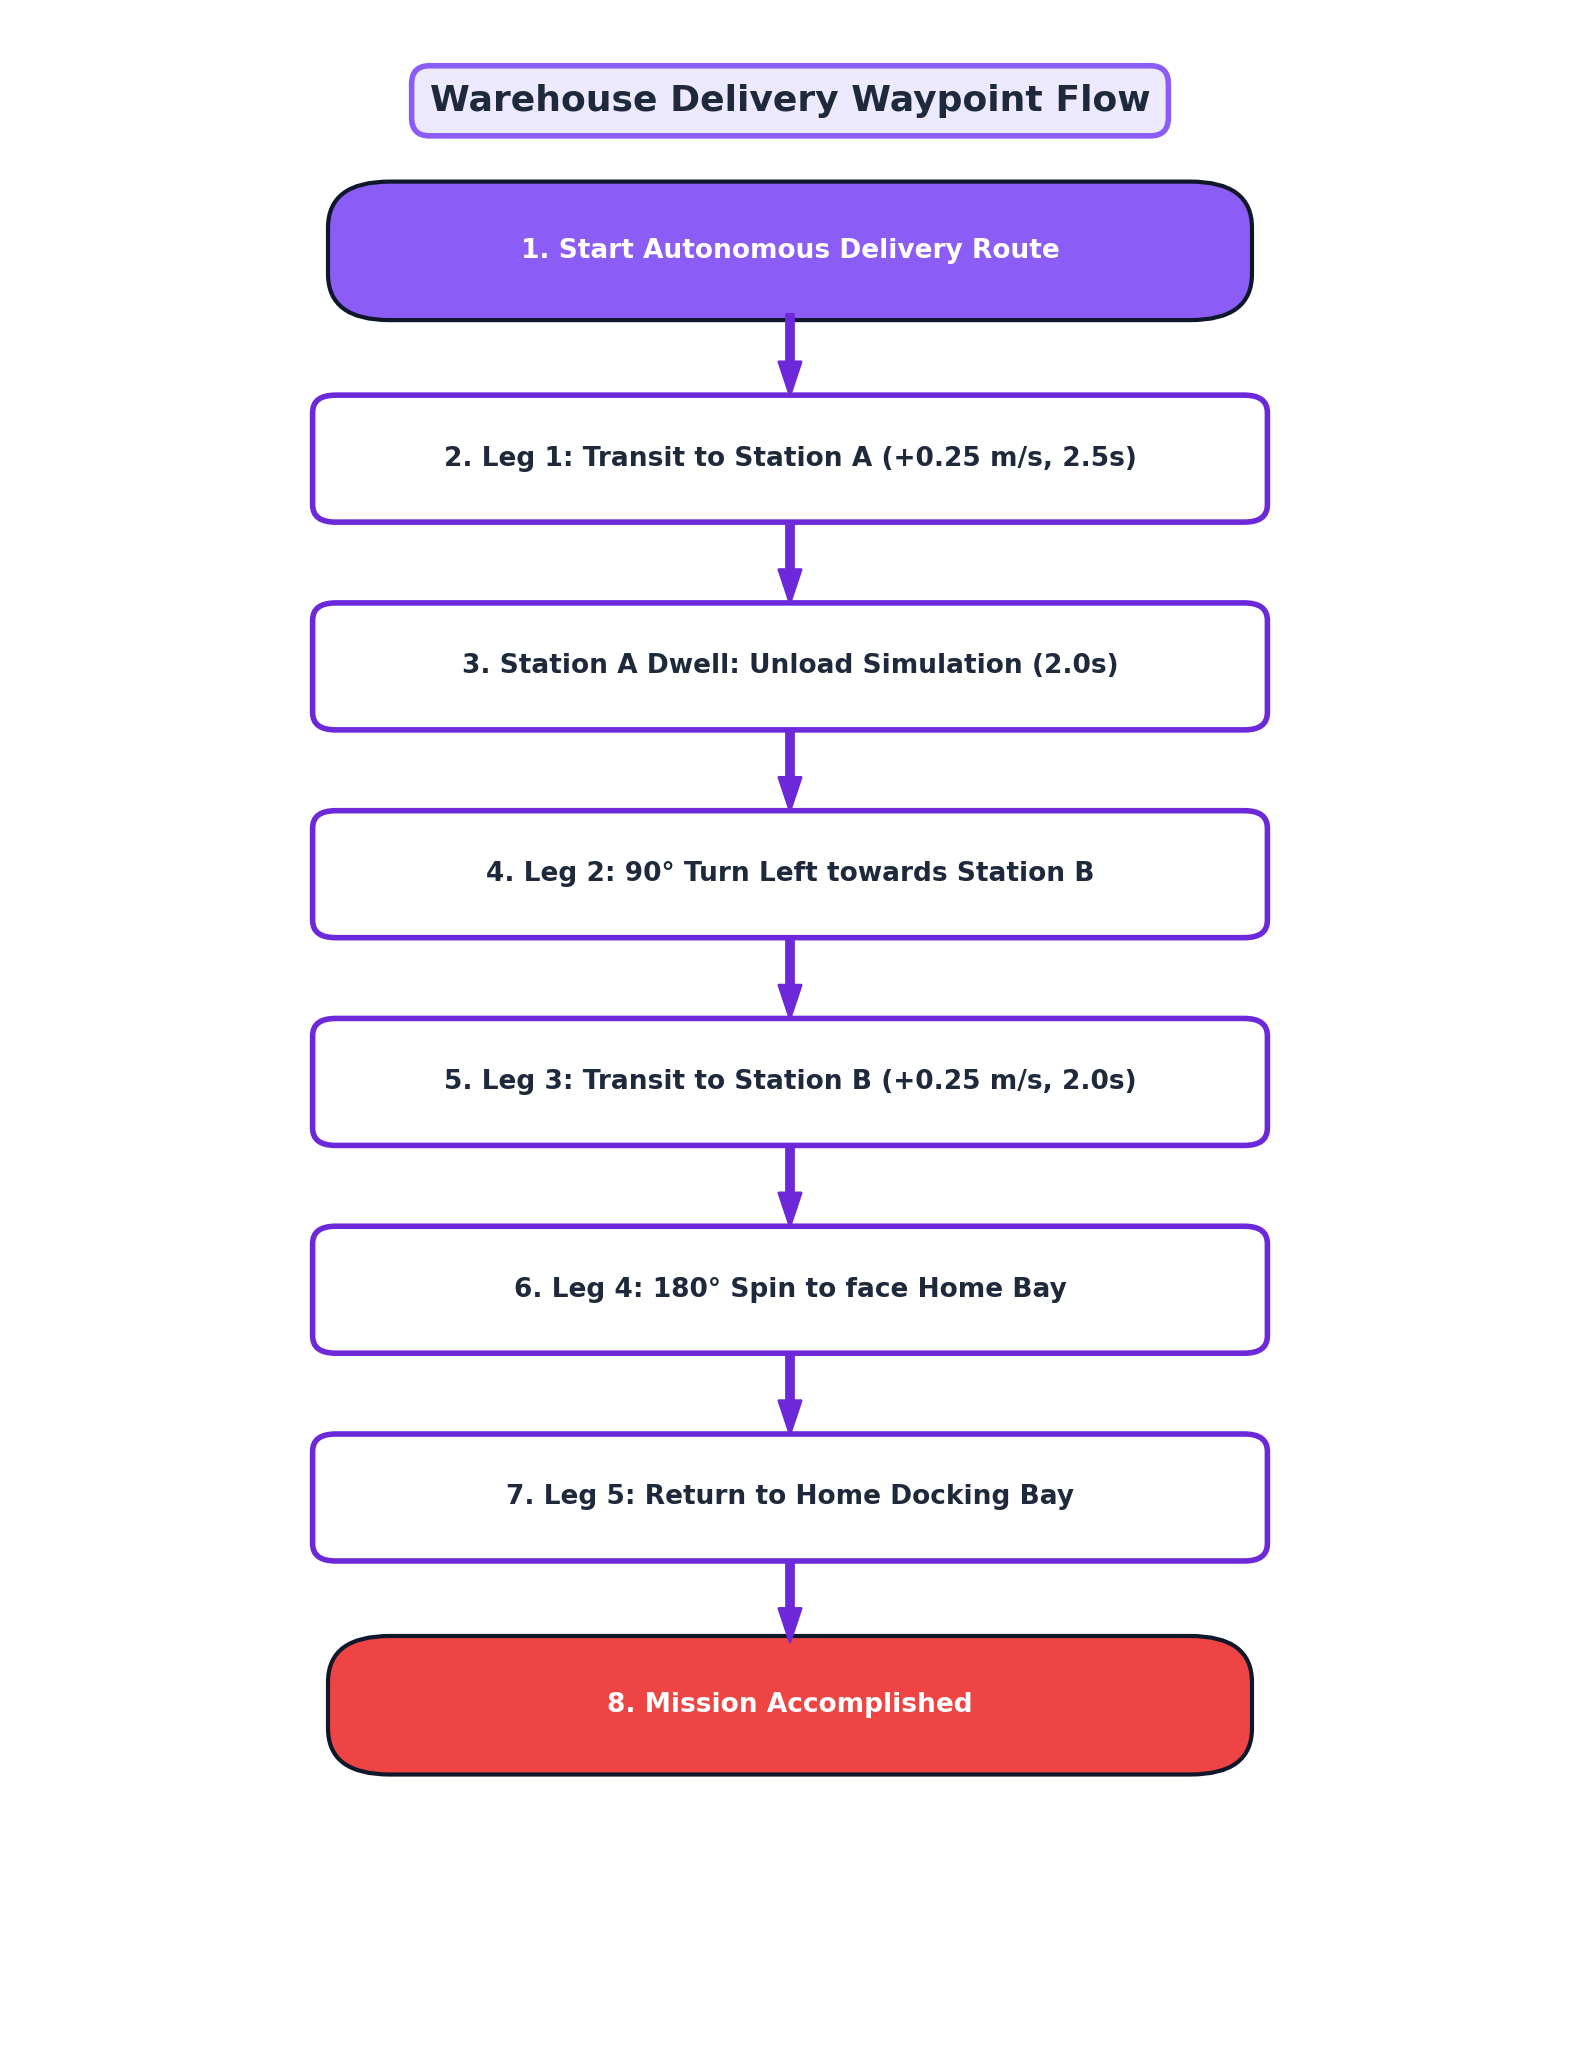 Warehouse Delivery Waypoint Flow
1. Start Autonomous Delivery Route
2. Leg 1: Transit to Station A (+0.25 m/s, 2.5s)
3. Station A Dwell: Unload Simulation (2.0s)
4. Leg 2: 90° Turn Left towards Station B
5. Leg 3: Transit to Station B (+0.25 m/s, 2.0s)
6. Leg 4: 180° Spin to face Home Bay
7. Leg 5: Return to Home Docking Bay
8. Mission Accomplished